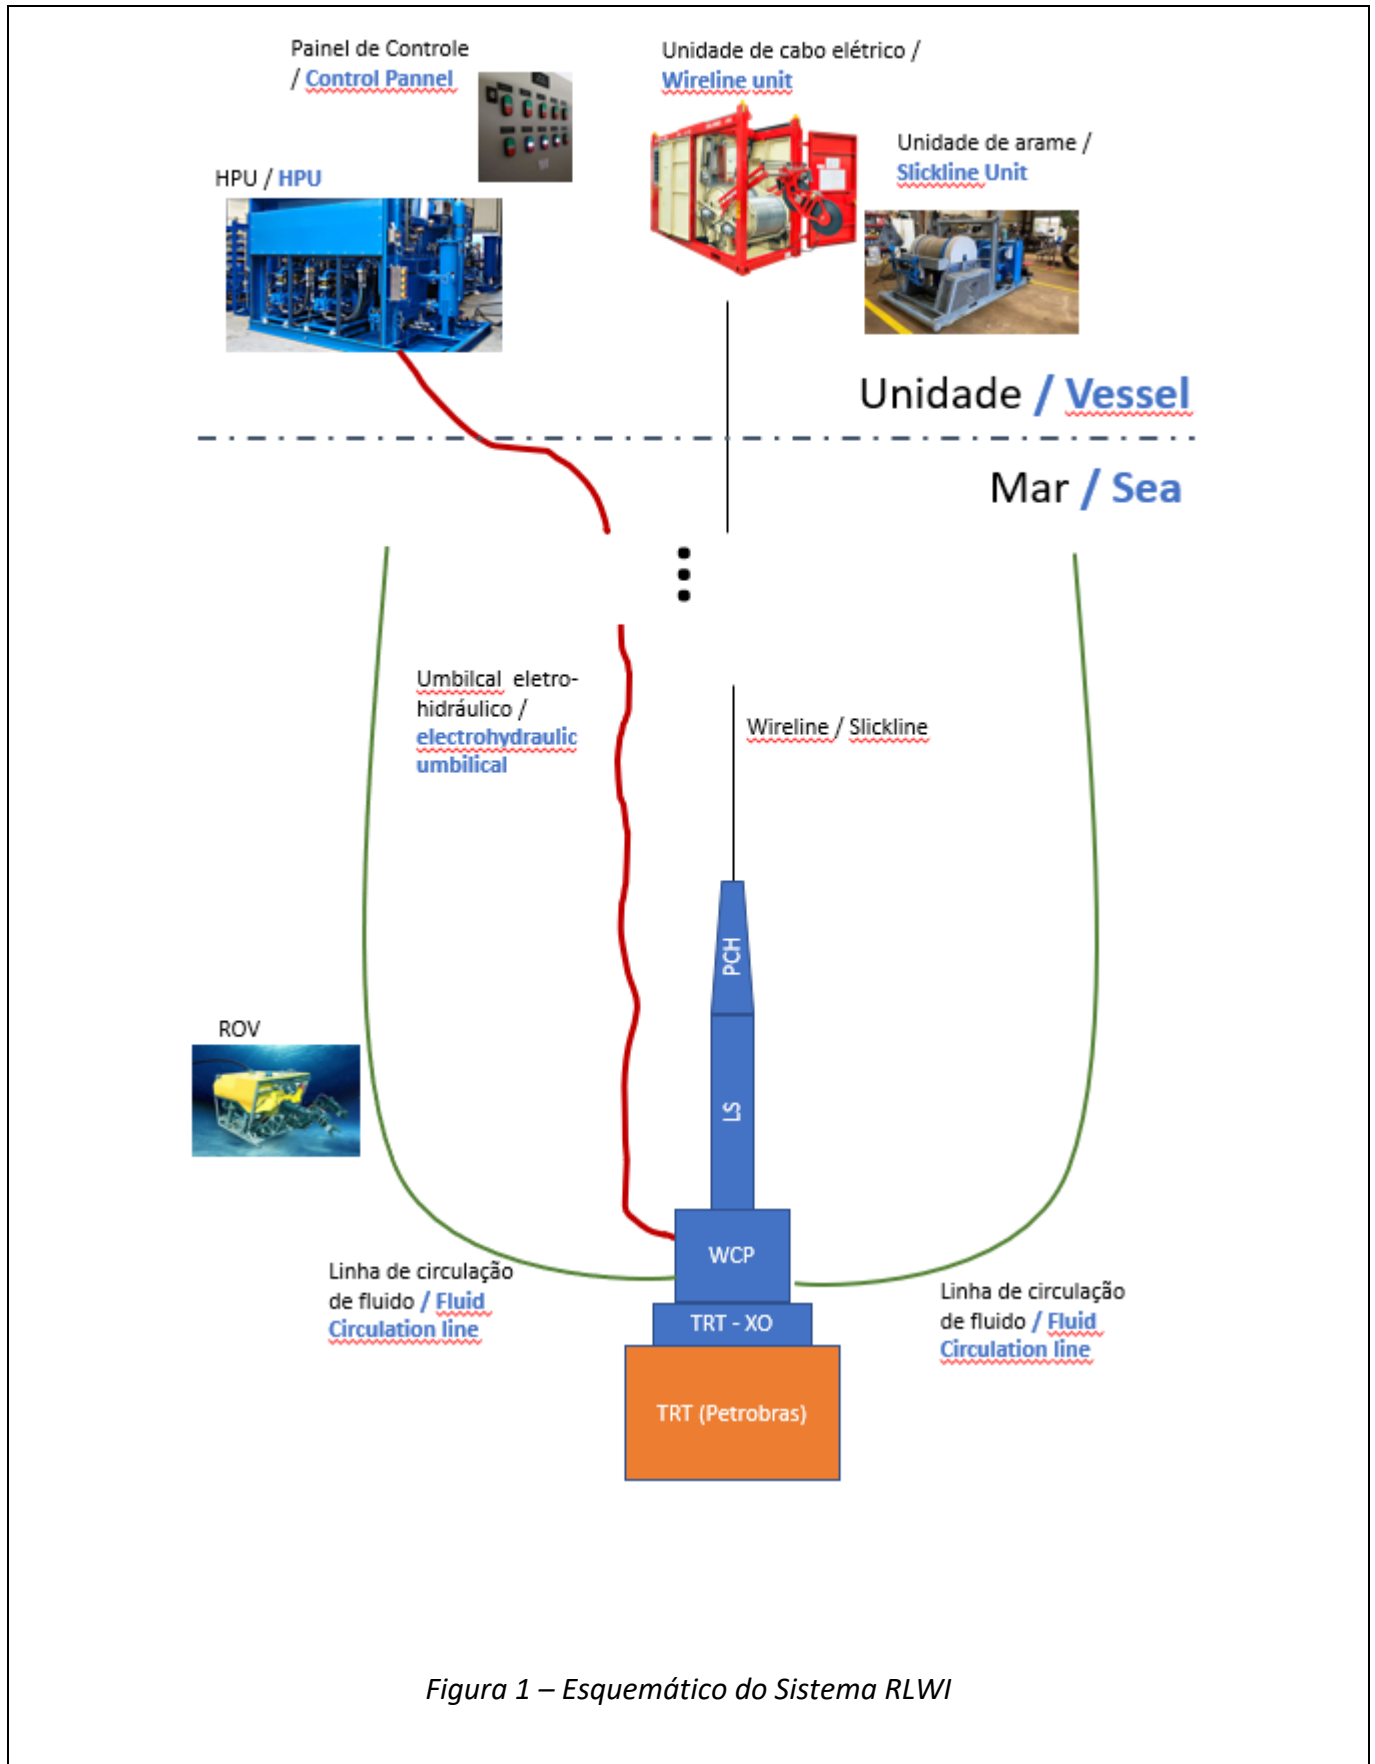 Painel de Controle
/ Control Pannel
Unidade de cabo elétrico /
Wireline unit
Unidade de arame /
Slickline Unit
HPU / HPU
Unidade / Vessel
Mar / Sea
Umbilcal eletro-
hidráulico /
electrohydraulic
umbilical
Wireline / Slickline
PCH
ROV
LS
WCP
Linha de circulação
de fluido / Fluid
Circulation line
Linha de circulação
de fluido / Fluid
Circulation line
TRT - XO
TRT (Petrobras)
Figura 1 – Esquemático do Sistema RLWI